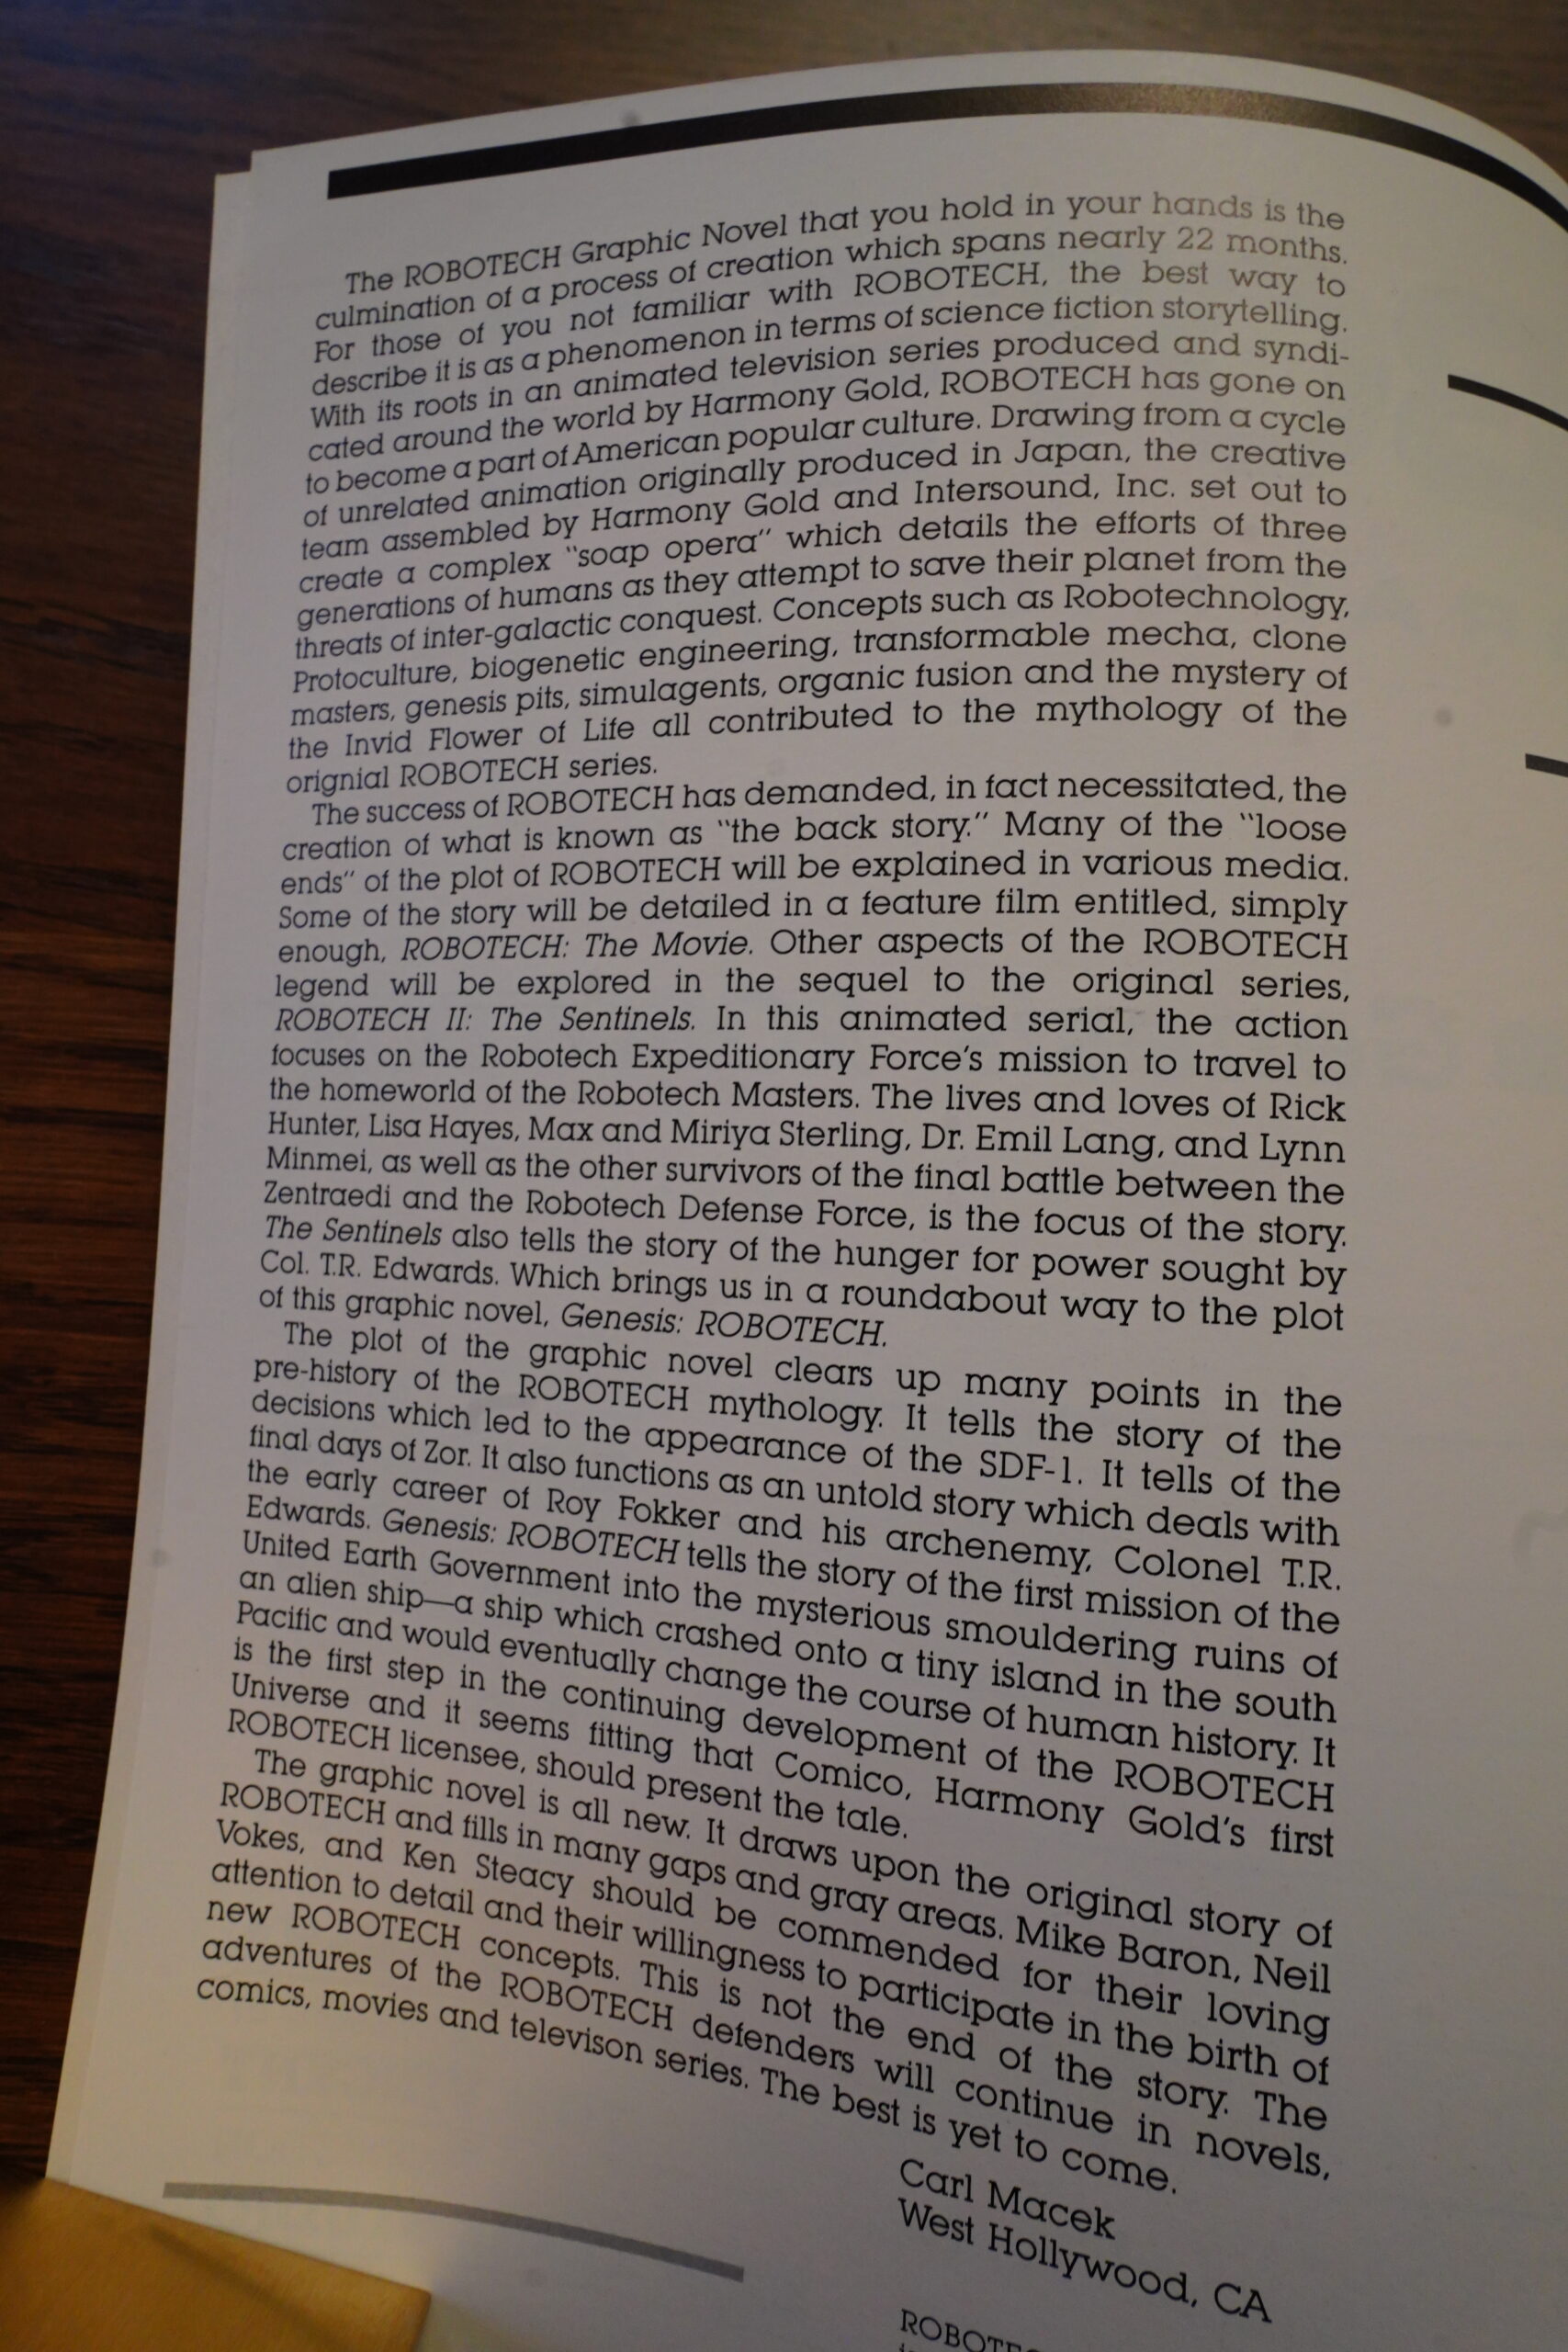 The ROBOTECH Graphic Novel that you hold in your hands is the
culmination of a process of creation which spans nearly 22 months.
For those of you not familiar with ROBOTECH, the best way to
describe it is as a phenomenon in terms of science fiction storytelling.
With its roots in an animated television series produced and syndi-
cated around the world by Harmony Gold, ROBOTECH has gone on
to become a part of American popular culture. Drawing from a cycle
of unrelated animation originally produced in Japan, the creative
team assembled by Harmony Gold and Intersound, Inc. set out to
create a complex "soap opera" which details the efforts of three
generations of humans as they attempt to save their planet from the
threats of inter-galactic conquest. Concepts such as Robotechnology,
Protoculture, biogenetic engineering, transformable mecha, clone
masters, genesis pits, simulagents, organic fusion and the mystery of
the Invid Flower of Life all contributed to the mythology of the
orignial ROBOTECH series.
The success of ROBOTECH has demanded, in fact necessitated, the
creation of what is known as "the back story." Many of the "loose
ends" of the plot of ROBOTECH will be explained in various media.
Some of the story will be detailed in a feature film entitled, simply
enough, ROBOTECH: The Movie. Other aspects of the ROBOTECH
legend will be explored in the sequel to the original series,
ROBOTECH II: The Sentinels. In this animated serial, the action
focuses on the Robotech Expeditionary Force's mission to travel to
the homeworld of the Robotech Masters. The lives and loves of Rick
Hunter, Lisa Hayes, Max and Miriya Sterling, Dr. Emil Lang, and Lynn
Minmei, as well as the other survivors of the final battle between the
Zentraedi and the Robotech Defense Force, is the focus of the story.
The Sentinels also tells the story of the hunger for power sought by
Col. T.R. Edwards. Which brings us in a roundabout way to the plot
of this graphic novel, Genesis: ROBOTECH.
The plot of the graphic novel clears up many points in the
pre-history of the ROBOTECH mythology. It tells the story of the
decisions which led to the appearance of the SDF-1. It tells of the
final days of Zor. It also functions as an untold story which deals with
the early career of Roy Fokker and his archenemy, Colonel T.R.
Edwards. Genesis: ROBOTECH tells the story of the first mission of the
United Earth Government into the mysterious smouldering ruins of
an alien ship—a ship which crashed onto a tiny island in the south
Pacific and would eventually change the course of human history. It
is the first step in the continuing development of the ROBOTECH
Universe and it seems fitting that Comico, Harmony Gold's first
ROBOTECH licensee, should present the tale.
The graphic novel is all new. It draws upon the original story of
ROBOTECH and fills in many gaps and gray areas. Mike Baron, Neil
Vokes, and Ken Steacy should be commended for their loving
attention to detail and their willingness to participate in the birth of
new ROBOTECH concepts. This is not the end of the story. The
adventures of the ROBOTECH defenders will continue in novels,
comics, movies and televison series. The best is yet to come.
Carl Macek
West Hollywood, CA